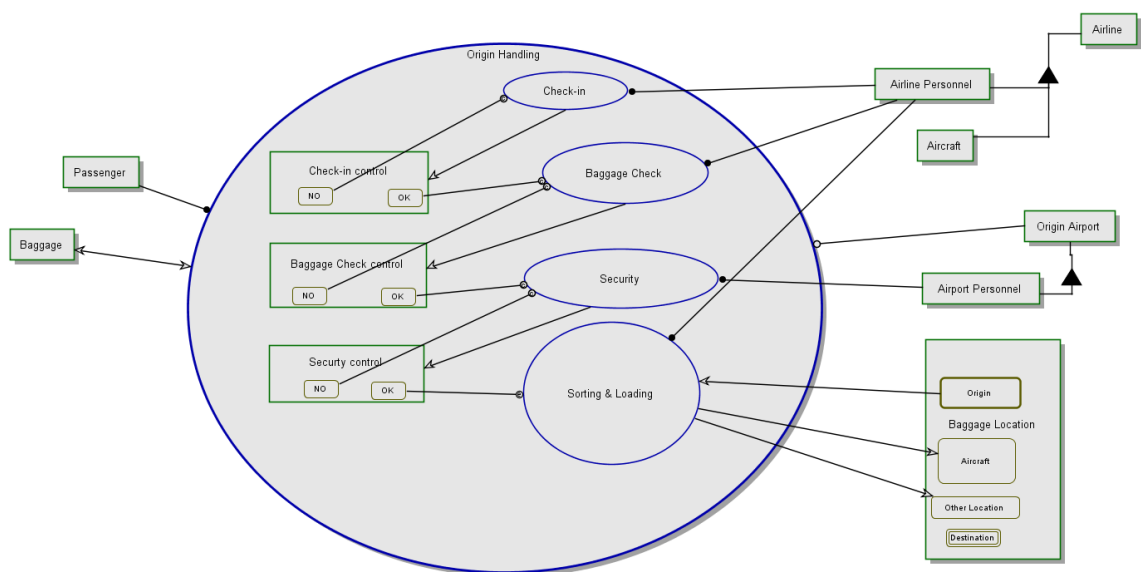 Airline
Origin Handling
Check-in
Airline Personnel
Aircraft
Passenger
Check-in control
NO
OK
Baggage Check
Baggage
Origin Airport
Baggage Check control
NO
OK
Security
Airport Personnel
Securty control
NO
OK
Sorting & Loading
Origin
Baggage Location
Aircraft
Other Location
Destination